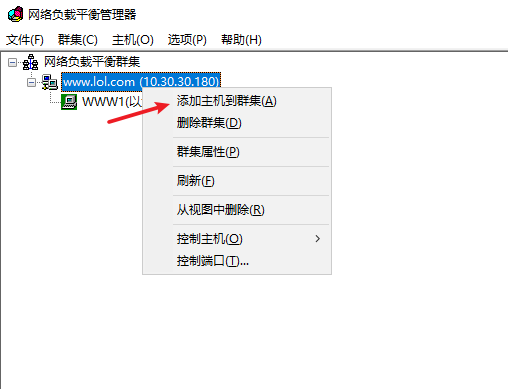 网络负载平衡管理器
文件(F) 群集(C) 主机(O) 选项(P) 帮助(H)
网络负载平衡群集
www.lol.com (10.30.30.180)
WWW1(以
添加主机到群集(A)
删除群集(D)
群集属性(P)
刷新(F)
从视图中删除(R)
控制主机(O)
控制端口(T)...